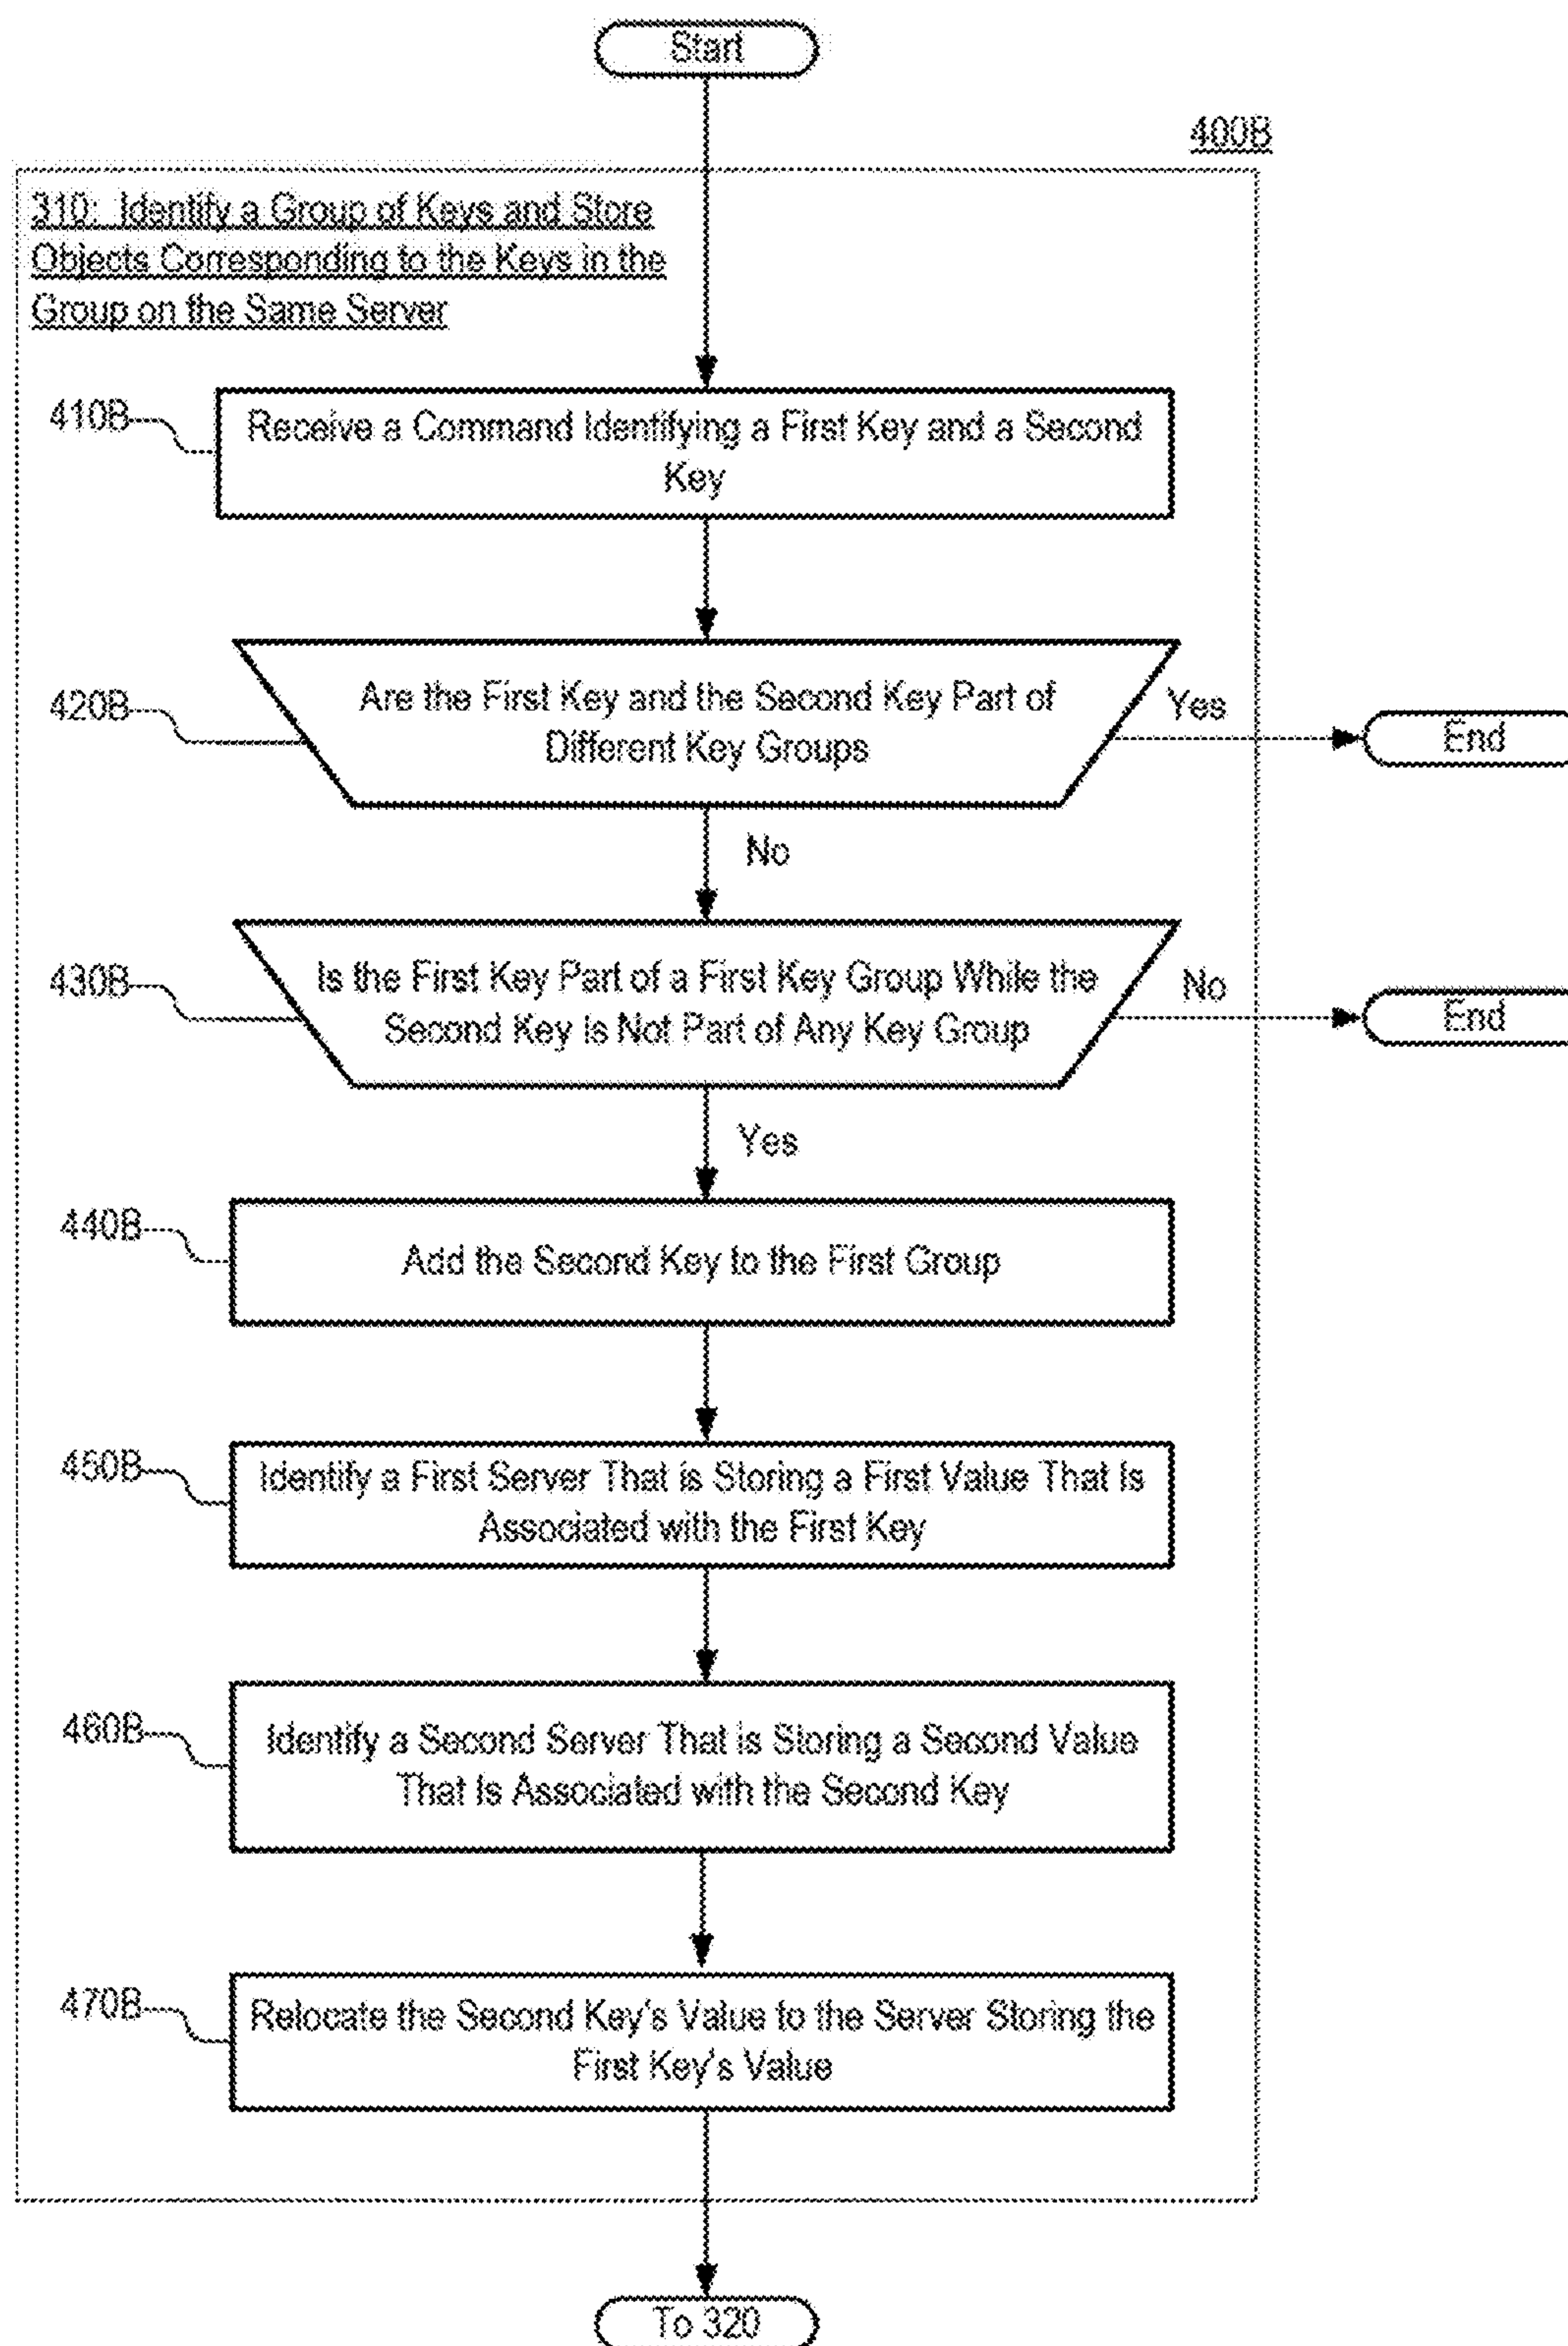 Start
400B
310: Identify a Group of Keys and Store
Objects Corresponding to the Keys in the
Group on the Same Server
410B
Receive a Command Identifying a First Key and a Second
Key
420B
Are the First Key and the Second Key Part of
Different Key Groups
Yes
End
No
430B
Is the First Key Part of a First Key Group While the
Second Key is Not Part of Any Key Group
No
End
Yes
440B
Add the Second Key to the First Group
450B
Identify a First Server That is Storing a First Value That Is
Associated with the First Key
460B
Identify a Second Server That is Storing a Second Value
That Is Associated with the Second Key
470B
Relocate the Second Key's Value to the Server Storing the
First Key's Value
To 320